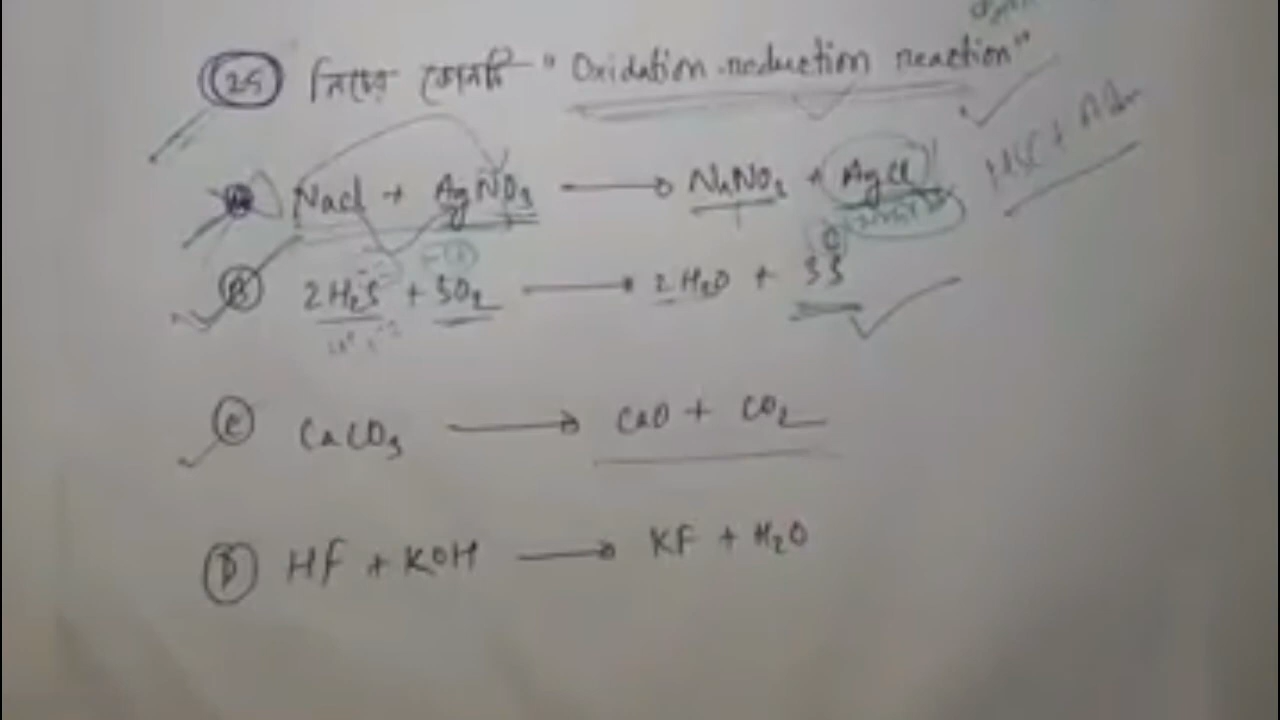 25 নিচের কোনটি "Oxidation-reduction reaction"
A NaCl + AgNO3 → NaNO3 + AgCl
B 2H2S + SO2 → 2H2O + 3S
C CaCO3 → CaO + CO2
D HF + KOH → KF + H2O